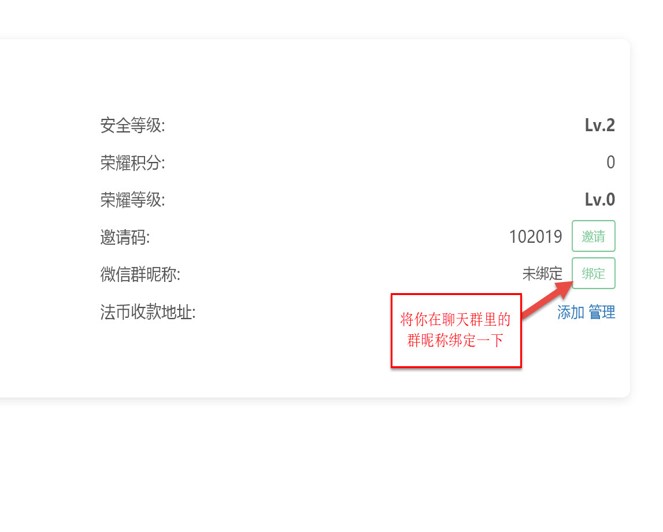 安全等级: Lv.2
荣耀积分: 0
荣耀等级: Lv.0
邀请码: 102019 邀请
微信群昵称: 未绑定 绑定
法币收款地址: 添加 管理
将你在聊天群里的
群昵称绑定一下